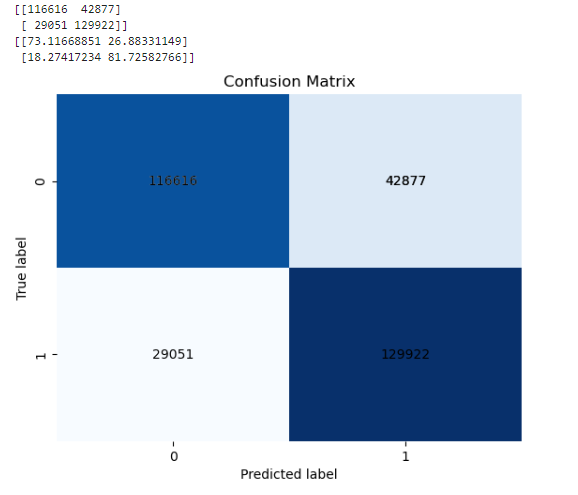 [[116616  42877]
 [ 29051 129922]]
[[73.11668851 26.88331149]
 [18.27417234 81.72582766]]
Confusion Matrix
0
116616 42877
True label
1
29051 129922
0 1
Predicted label